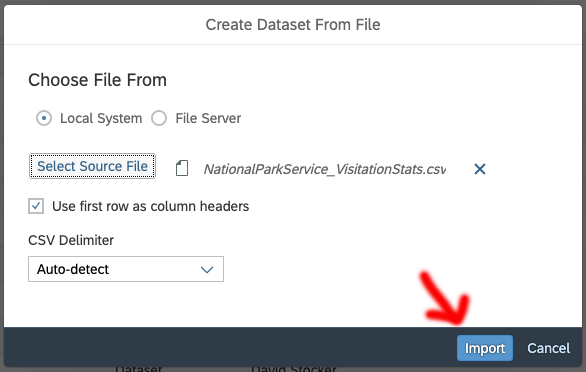 Create Dataset From File
Choose File From
Local System File Server
Select Source File NationalParkService_VisitationStats.csv
Use first row as column headers
CSV Delimiter
Auto-detect
Import Cancel
Dataset David Stocker